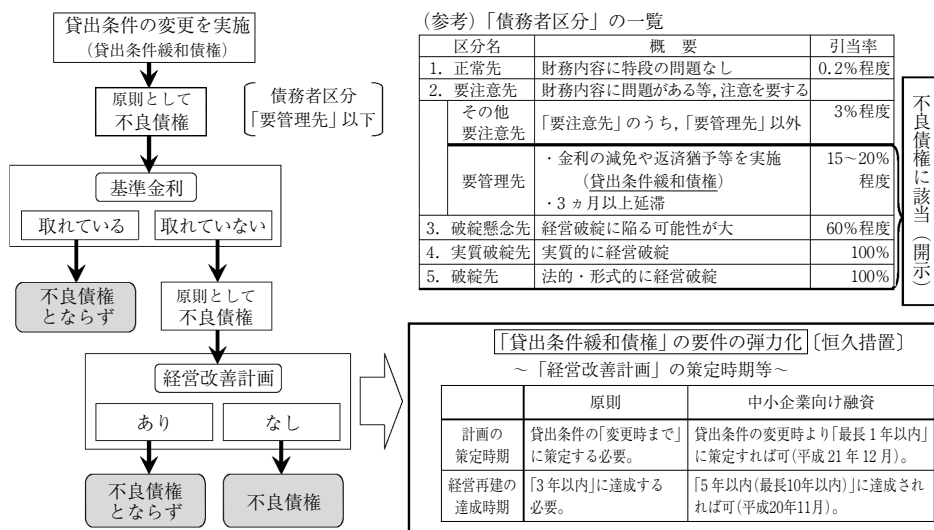 貸出条件の変更を実施
（貸出条件緩和債権）
原則として
不良債権
債務者区分
「要管理先」以下
基準金利
取れている
取れていない
不良債権
とならず
原則として
不良債権
経営改善計画
あり
なし
不良債権
とならず
不良債権
（参考）「債務者区分」の一覧
区分名 概 要 引当率
1．正常先 財務内容に特段の問題なし 0.2％程度
2．要注意先 財務内容に問題がある等，注意を要する
その他
要注意先
「要注意先」のうち，「要管理先」以外
3％程度
要管理先
・金利の減免や返済猶予等を実施
（貸出条件緩和債権）
・3ヵ月以上延滞
15～20％
程度
3．破綻懸念先 経営破綻に陥る可能性が大 60％程度
4．実質破綻先 実質的に経営破綻 100％
5．破綻先 法的・形式的に経営破綻 100％
不良債権に該当（開示）
「貸出条件緩和債権」の要件の弾力化〔恒久措置〕
～「経営改善計画」の策定時期等～
原則 中小企業向け融資
計画の
策定時期
貸出条件の「変更時まで」
に策定する必要。
貸出条件の変更時より「最長1年以内」
に策定すれば可（平成21年12月）。
経営再建の
達成時期
「3年以内」に達成する
必要。
「5年以内（最長10年以内）」に達成され
れば可（平成20年11月）。